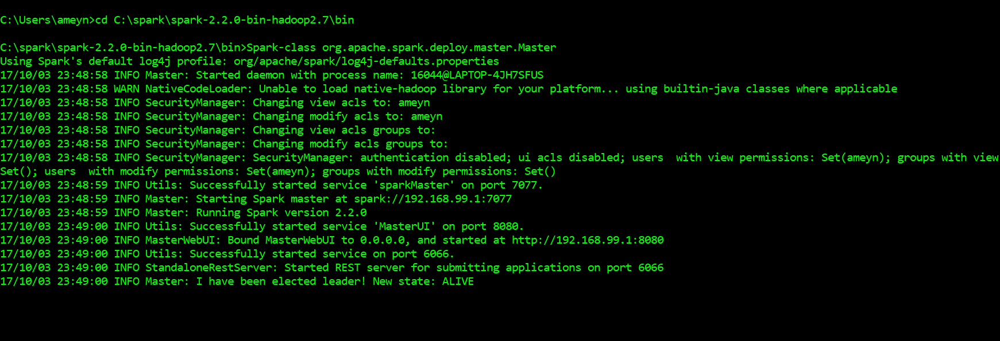 C:\Users\ameyn>cd C:\spark\spark-2.2.0-bin-hadoop2.7\bin
C:\spark\spark-2.2.0-bin-hadoop2.7\bin>Spark-class org.apache.spark.deploy.master.Master
Using Spark's default log4j profile: org/apache/spark/log4j-defaults.properties
17/10/03 23:48:58 INFO Master: Started daemon with process name: 16044@LAPTOP-4JH7SFUS
17/10/03 23:48:58 WARN NativeCodeLoader: Unable to load native-hadoop library for your platform... using builtin-java classes where applicable
17/10/03 23:48:58 INFO SecurityManager: Changing view acls to: ameyn
17/10/03 23:48:58 INFO SecurityManager: Changing modify acls to: ameyn
17/10/03 23:48:58 INFO SecurityManager: Changing view acls groups to:
17/10/03 23:48:58 INFO SecurityManager: Changing modify acls groups to:
17/10/03 23:48:58 INFO SecurityManager: SecurityManager: authentication disabled; ui acls disabled; users  with view permissions: Set(ameyn); groups with view
Set(); users  with modify permissions: Set(ameyn); groups with modify permissions: Set()
17/10/03 23:48:59 INFO Utils: Successfully started service 'sparkMaster' on port 7077.
17/10/03 23:48:59 INFO Master: Starting Spark master at spark://192.168.99.1:7077
17/10/03 23:48:59 INFO Master: Running Spark version 2.2.0
17/10/03 23:49:00 INFO Utils: Successfully started service 'MasterUI' on port 8080.
17/10/03 23:49:00 INFO MasterWebUI: Bound MasterWebUI to 0.0.0.0, and started at http://192.168.99.1:8080
17/10/03 23:49:00 INFO Utils: Successfully started service on port 6066.
17/10/03 23:49:00 INFO StandaloneRestServer: Started REST server for submitting applications on port 6066
17/10/03 23:49:00 INFO Master: I have been elected leader! New state: ALIVE